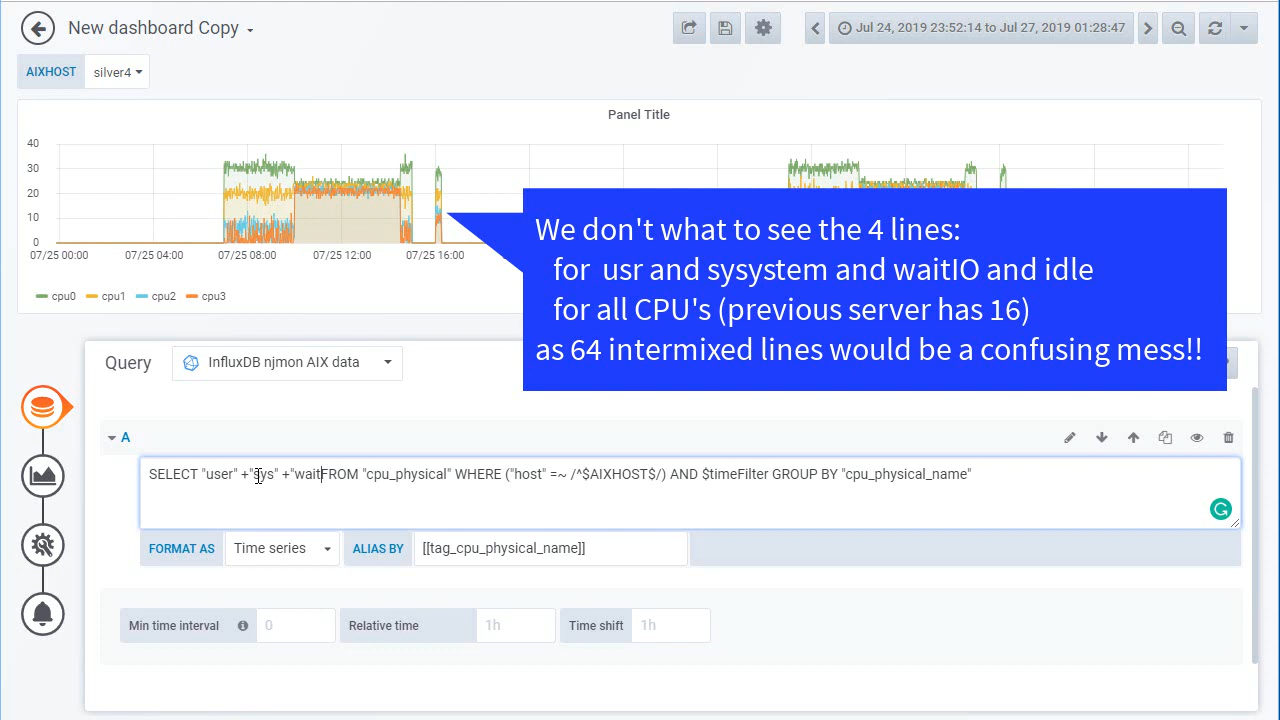 New dashboard Copy
Jul 24, 2019 23:52:14 to Jul 27, 2019 01:28:47
AIXHOST silver4
Panel Title
40
30
20
10
0
07/25 00:00 07/25 04:00 07/25 08:00 07/25 12:00 07/25 16:00
cpu0 cpu1 cpu2 cpu3
We don't what to see the 4 lines:
for usr and sysystem and waitIO and idle
for all CPU's (previous server has 16)
as 64 intermixed lines would be a confusing mess!!
Query InfluxDB njmon AIX data
A
SELECT "user" +"sys" +"waitFROM "cpu_physical" WHERE ("host" =~ /^$AIXHOST$/) AND $timeFilter GROUP BY "cpu_physical_name"
FORMAT AS Time series ALIAS BY [[tag_cpu_physical_name]]
Min time interval 0 Relative time 1h Time shift 1h